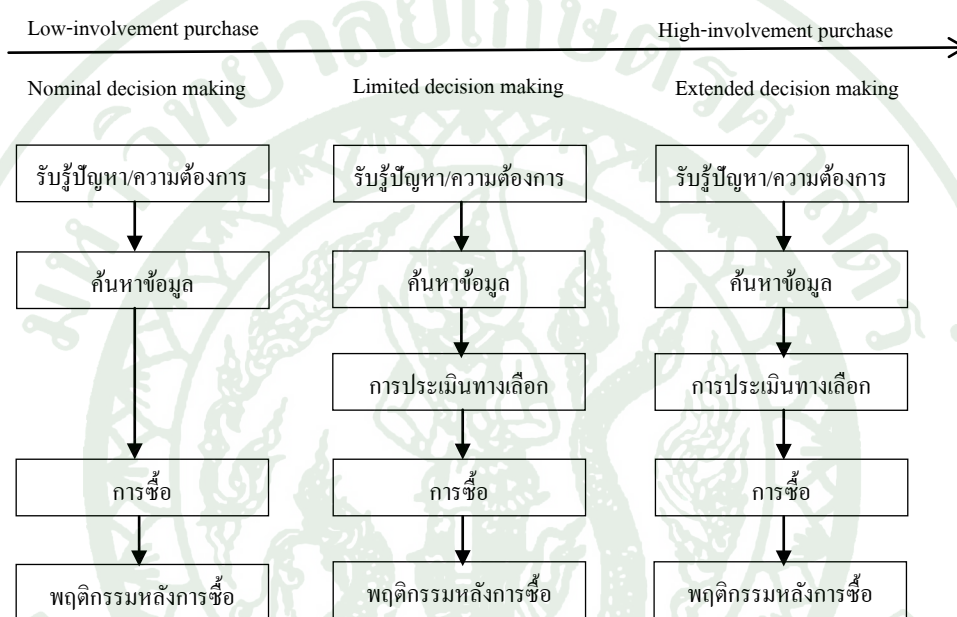 Low-involvement purchase High-involvement purchase
Nominal decision making Limited decision making Extended decision making
รับรู้ปัญหา/ความต้องการ รับรู้ปัญหา/ความต้องการ รับรู้ปัญหา/ความต้องการ
ค้นหาข้อมูล ค้นหาข้อมูล ค้นหาข้อมูล
การประเมินทางเลือก การประเมินทางเลือก
การซื้อ การซื้อ การซื้อ
พฤติกรรมหลังการซื้อ พฤติกรรมหลังการซื้อ พฤติกรรมหลังการซื้อ